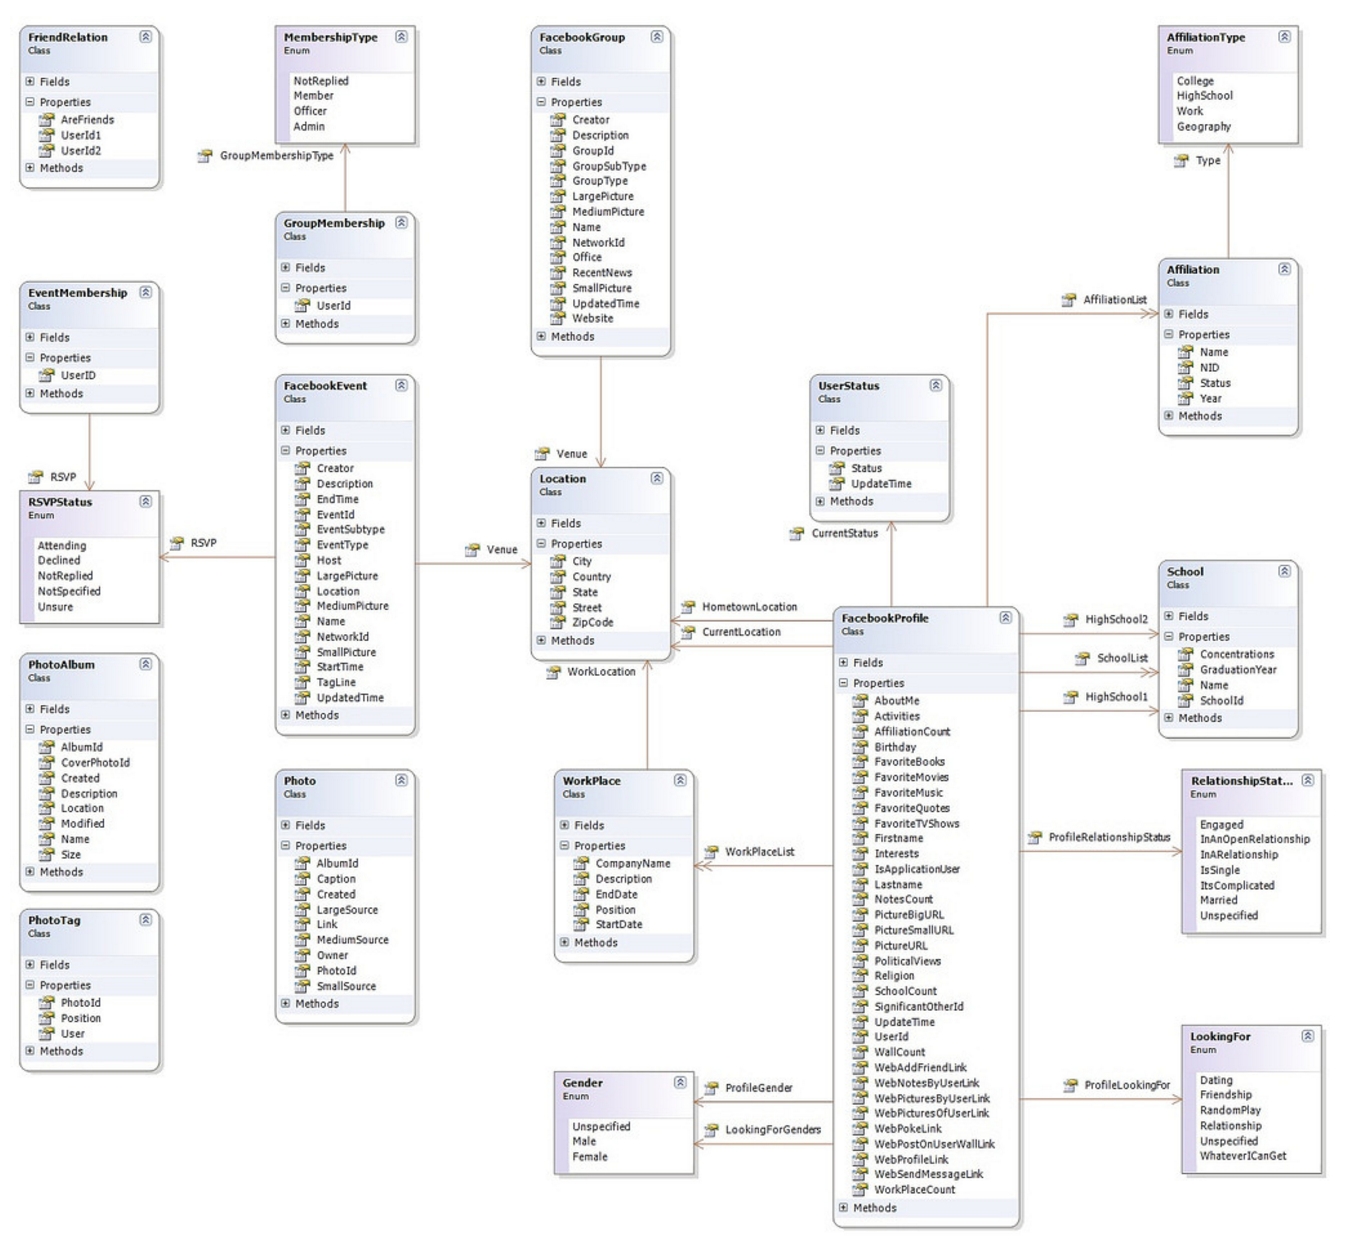 FriendRelation
Class
Fields
Properties
AreFriends
UserId1
UserId2
Methods
MembershipType
Enum
NotReplied
Member
Officer
Admin
GroupMembershipType
GroupMembership
Class
Fields
Properties
UserId
Methods
FacebookGroup
Class
Fields
Properties
Creator
Description
GroupId
GroupSubType
GroupType
LargePicture
MediumPicture
Name
NetworkId
Office
RecentNews
SmallPicture
UpdatedTime
Website
Methods
AffiliationType
Enum
College
HighSchool
Work
Geography
Type
Affiliation
Class
Fields
Properties
Name
NID
Status
Year
Methods
AffiliationList
EventMembership
Class
Fields
Properties
UserID
Methods
RSVP
RSVPStatus
Enum
Attending
Declined
NotReplied
NotSpecified
Unsure
RSVP
FacebookEvent
Class
Fields
Properties
Creator
Description
EndTime
EventId
EventSubtype
EventType
Host
LargePicture
Location
MediumPicture
Name
NetworkId
SmallPicture
StartTime
TagLine
UpdatedTime
Methods
Venue
Venue
Location
Class
Fields
Properties
City
Country
State
Street
ZipCode
Methods
WorkLocation
HometownLocation
CurrentLocation
UserStatus
Class
Fields
Properties
Status
UpdateTime
Methods
CurrentStatus
FacebookProfile
Class
Fields
Properties
AboutMe
Activities
AffiliationCount
Birthday
FavoriteBooks
FavoriteMovies
FavoriteMusic
FavoriteQuotes
FavoriteTVShows
Firstname
Interests
IsApplicationUser
Lastname
NotesCount
PictureBigURL
PictureSmallURL
PictureURL
PoliticalViews
Religion
SchoolCount
SignificantOtherId
UpdateTime
UserId
WallCount
WebAddFriendLink
WebNotesByUserLink
WebPicturesByUserLink
WebPicturesOfUserLink
WebPokeLink
WebPostOnUserWallLink
WebProfileLink
WebSendMessageLink
WorkPlaceCount
Methods
HighSchool2
SchoolList
HighSchool1
School
Class
Fields
Properties
Concentrations
GraduationYear
Name
SchoolId
Methods
PhotoAlbum
Class
Fields
Properties
AlbumId
CoverPhotoId
Created
Description
Location
Modified
Name
Size
Methods
PhotoTag
Class
Fields
Properties
PhotoId
Position
User
Methods
Photo
Class
Fields
Properties
AlbumId
Caption
Created
LargeSource
Link
MediumSource
Owner
PhotoId
SmallSource
Methods
WorkPlace
Class
Fields
Properties
CompanyName
Description
EndDate
Position
StartDate
Methods
WorkPlaceList
ProfileRelationshipStatus
RelationshipStat...
Enum
Engaged
InAnOpenRelationship
InARelationship
IsSingle
ItsComplicated
Married
Unspecified
Gender
Enum
Unspecified
Male
Female
ProfileGender
LookingForGenders
ProfileLookingFor
LookingFor
Enum
Dating
Friendship
RandomPlay
Relationship
Unspecified
WhateverICanGet